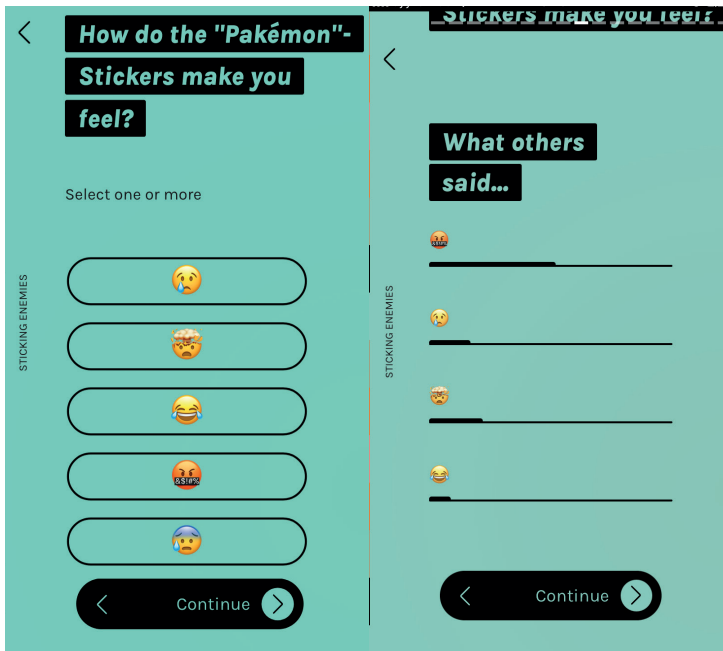 How do the "Pakémon"-
Stickers make you
feel?
Select one or more
STICKING ENEMIES
&$!#%
Continue
Stickers make you feel?
What others
said...
STICKING ENEMIES
Continue